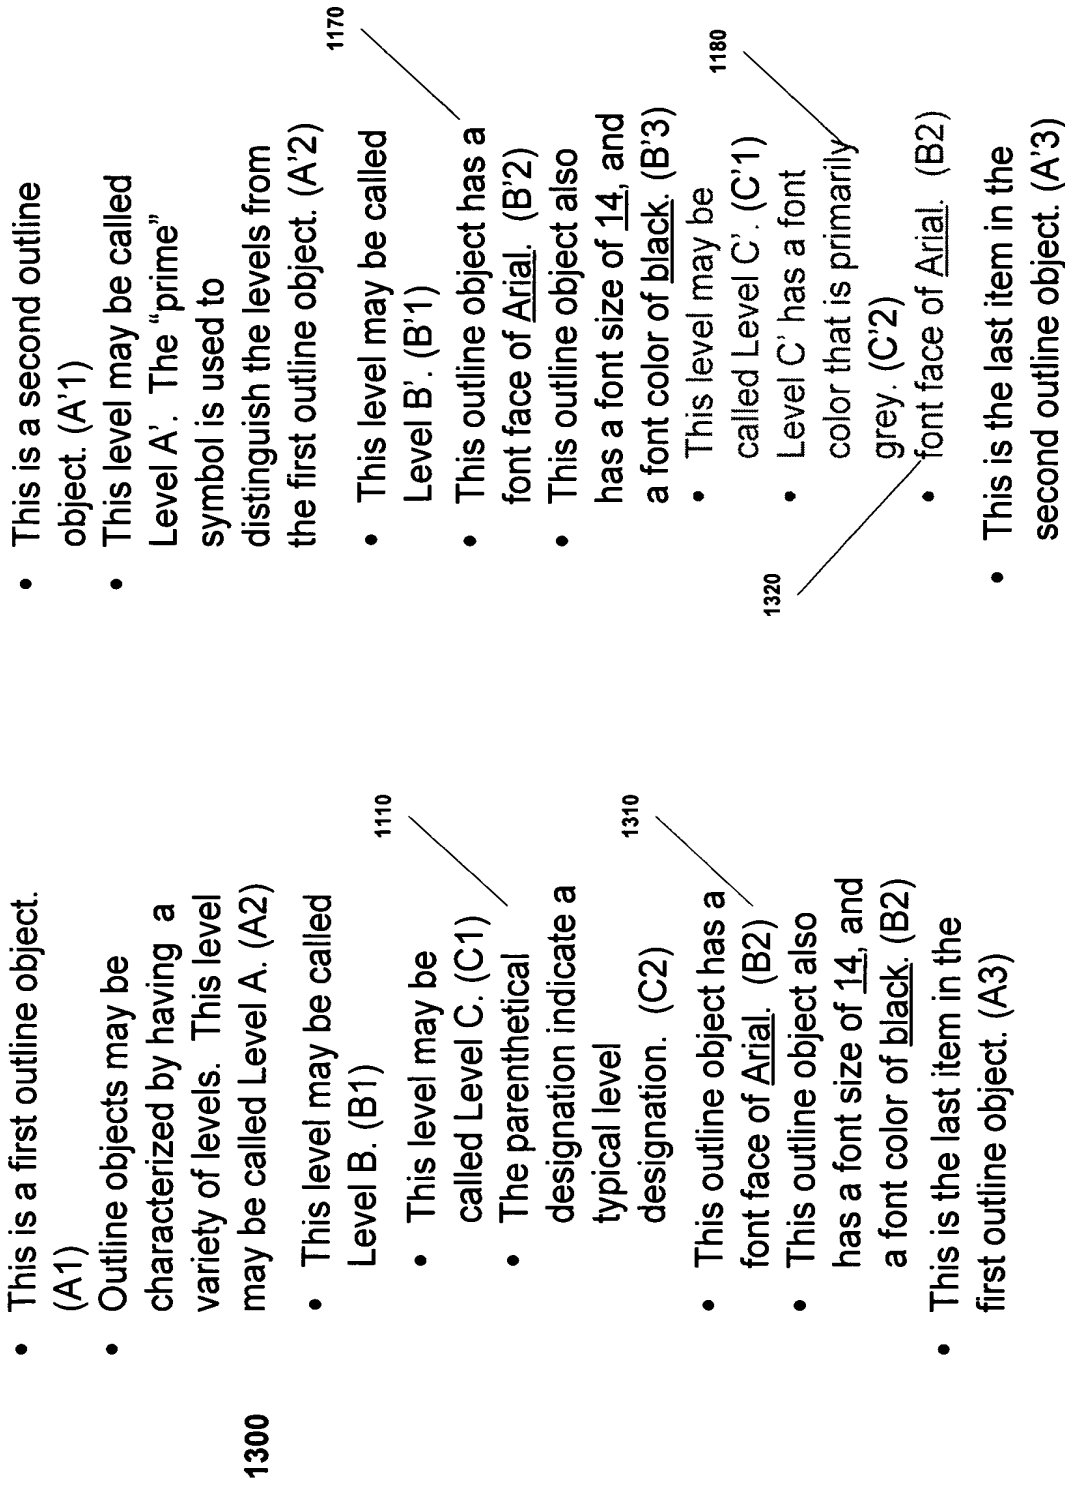 1300
• This is a first outline object.
(A1)
• Outline objects may be
characterized by having a
variety of levels. This level
may be called Level A. (A2)
• This level may be called
Level B. (B1)
• This level may be
called Level C. (C1)
• The parenthetical
designation indicate a
typical level
designation. (C2)
1110
• This outline object has a
font face of Arial. (B2)
1310
• This outline object also
has a font size of 14, and
a font color of black. (B2)
• This is the last item in the
first outline object. (A3)
• This is a second outline
object. (A'1)
• This level may be called
Level A'. The “prime”
symbol is used to
distinguish the levels from
the first outline object. (A'2)
• This level may be called
Level B'. (B'1)
• This outline object has a
font face of Arial. (B'2)
1170
• This outline object also
has a font size of 14, and
a font color of black. (B'3)
• This level may be
called Level C'. (C'1)
• Level C' has a font
color that is primarily
grey. (C'2)
1180
• font face of Arial. (B2)
1320
• This is the last item in the
second outline object. (A'3)